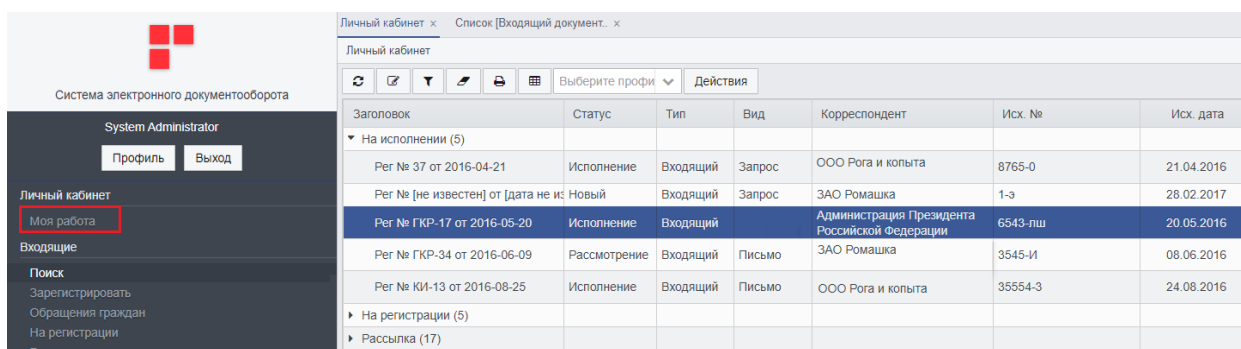 Личный кабинет x Список [Входящий документ.. x
Личный кабинет
Выберите профи Действия
Система электронного документооборота
System Administrator
Профиль Выход
Личный кабинет
Моя работа
Входящие
Поиск
Зарегистрировать
Обращения граждан
На регистрации
Заголовок Статус Тип Вид Корреспондент Исх. № Исх. дата
На исполнении (5)
Рег № 37 от 2016-04-21 Исполнение Входящий Запрос ООО Рога и копыта 8765-0 21.04.2016
Рег № [не известен] от [дата не из Новый Входящий Запрос ЗАО Ромашка 1-э 28.02.2017
Рег № ГКР-17 от 2016-05-20 Исполнение Входящий Администрация Президента
Российской Федерации 6543-пш 20.05.2016
Рег № ГКР-34 от 2016-06-09 Рассмотрение Входящий Письмо ЗАО Ромашка 3545-И 08.06.2016
Рег № КИ-13 от 2016-08-25 Исполнение Входящий Письмо ООО Рога и копыта 35554-3 24.08.2016
На регистрации (5)
Рассылка (17)